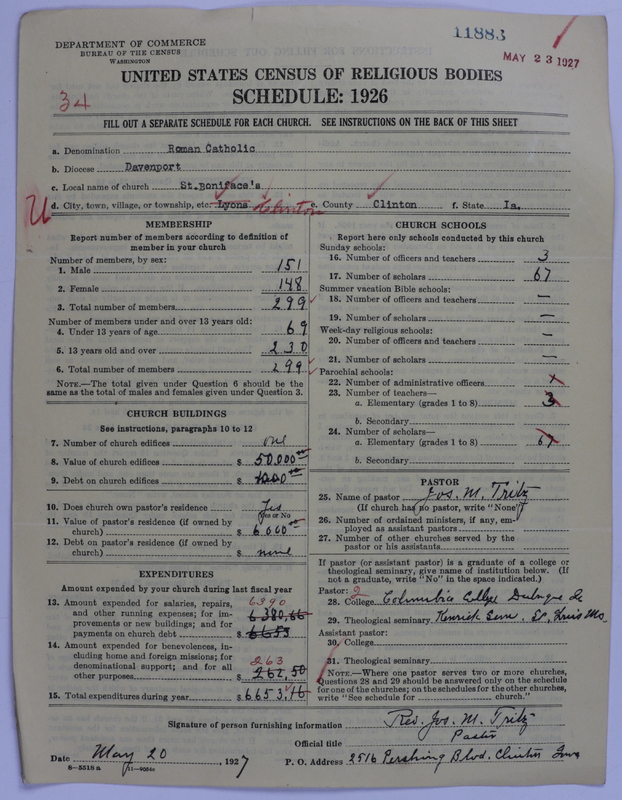 11883
DEPARTMENT OF COMMERCE
BUREAU OF THE CENSUS
WASHINGTON
MAY 23 1927
UNITED STATES CENSUS OF RELIGIOUS BODIES
SCHEDULE: 1926
34
FILL OUT A SEPARATE SCHEDULE FOR EACH CHURCH. SEE INSTRUCTIONS ON THE BACK OF THIS SHEET
a. Denomination Roman Catholic
b. Diocese Davenport
c. Local name of church St.Boniface's
d. City, town, village, or township, etc. Lyons Clinton e. County Clinton f. State Ia.
MEMBERSHIP
Report number of members according to definition of
member in your church
Number of members, by sex:
1. Male 151
2. Female 148
3. Total number of members 299
Number of members under and over 13 years old:
4. Under 13 years of age 69
5. 13 years old and over 230
6. Total number of members 299
NOTE.—The total given under Question 6 should be the
same as the total of males and females given under Question 3.
CHURCH BUILDINGS
See instructions, paragraphs 10 to 12
7. Number of church edifices one
8. Value of church edifices $ 50,000
9. Debt on church edifices $
10. Does church own pastor's residence Yes
(Yes or No)
11. Value of pastor's residence (if owned by
church) $ 6,000
12. Debt on pastor's residence (if owned by
church) $ none
EXPENDITURES
Amount expended by your church during last fiscal year
13. Amount expended for salaries, repairs, 6390
and other running expenses; for im- 6380,66
provements or new buildings; and for
payments on church debt $ 6653
14. Amount expended for benevolences, in-
cluding home and foreign missions; for
denominational support; and for all 263
other purposes $ 262,50
15. Total expenditures during year $ 6653,16
CHURCH SCHOOLS
Report here only schools conducted by this church
Sunday schools:
16. Number of officers and teachers 3
17. Number of scholars 67
Summer vacation Bible schools:
18. Number of officers and teachers —
19. Number of scholars —
Week-day religious schools:
20. Number of officers and teachers —
21. Number of scholars —
Parochial schools:
22. Number of administrative officers x
23. Number of teachers—
a. Elementary (grades 1 to 8) 3
b. Secondary
24. Number of scholars—
a. Elementary (grades 1 to 8) 67
b. Secondary
PASTOR
25. Name of pastor Jos. M. Tritz
(If church has no pastor, write "None")
26. Number of ordained ministers, if any, em-
ployed as assistant pastors
27. Number of other churches served by the
pastor or his assistants
If pastor (or assistant pastor) is a graduate of a college or
theological seminary, give name of institution below. (If
not a graduate, write "No" in the space indicated.)
Pastor: 2
28. College Columbia College Dubuque Ia
29. Theological seminary Kenrick Sem. St. Louis Mo.
Assistant pastor:
30. College
31. Theological seminary
NOTE.—Where one pastor serves two or more churches,
Questions 28 and 29 should be answered only on the schedule
for one of the churches; on the schedules for the other churches,
write "See schedule for church."
Signature of person furnishing information Rev. Jos. M. Tritz
Official title Pastor
Date May 20, 1927 P. O. Address 2516 Pershing Blvd. Clinton Iowa
8-5518a 11-9054a